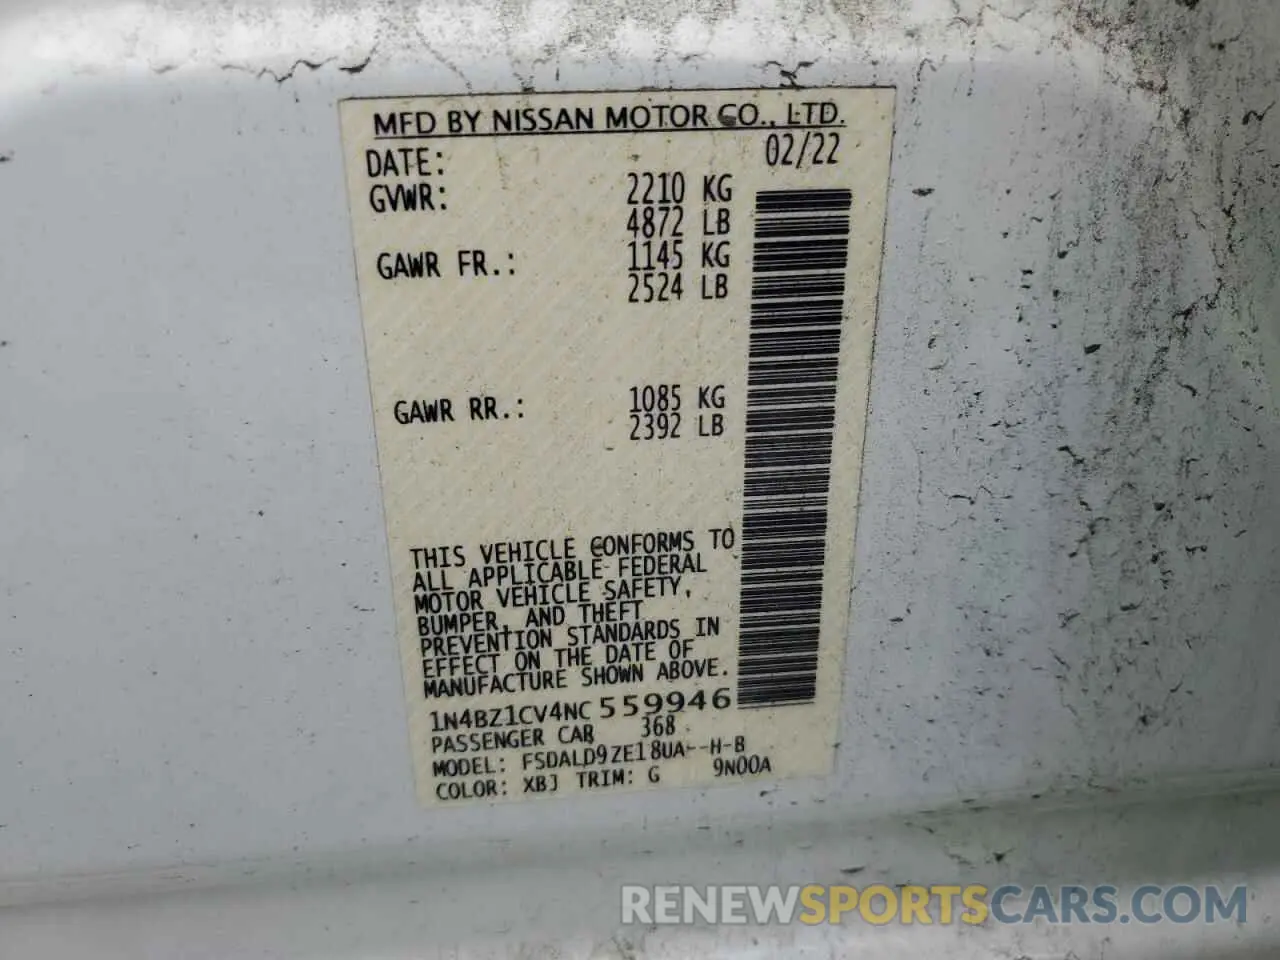 MFD BY NISSAN MOTOR CO., LTD.
DATE: 02/22
GVWR: 2210 KG
4872 LB
GAWR FR.: 1145 KG
2524 LB
GAWR RR.: 1085 KG
2392 LB
THIS VEHICLE CONFORMS TO
ALL APPLICABLE FEDERAL
MOTOR VEHICLE SAFETY,
BUMPER, AND THEFT
PREVENTION STANDARDS IN
EFFECT ON THE DATE OF
MANUFACTURE SHOWN ABOVE.
1N4BZ1CV4NC559946
PASSENGER CAR 368
MODEL: FSDALD9ZE18UA--H-B
COLOR: XBJ TRIM: G 9N00A
RENEWSPORTSCARS.COM